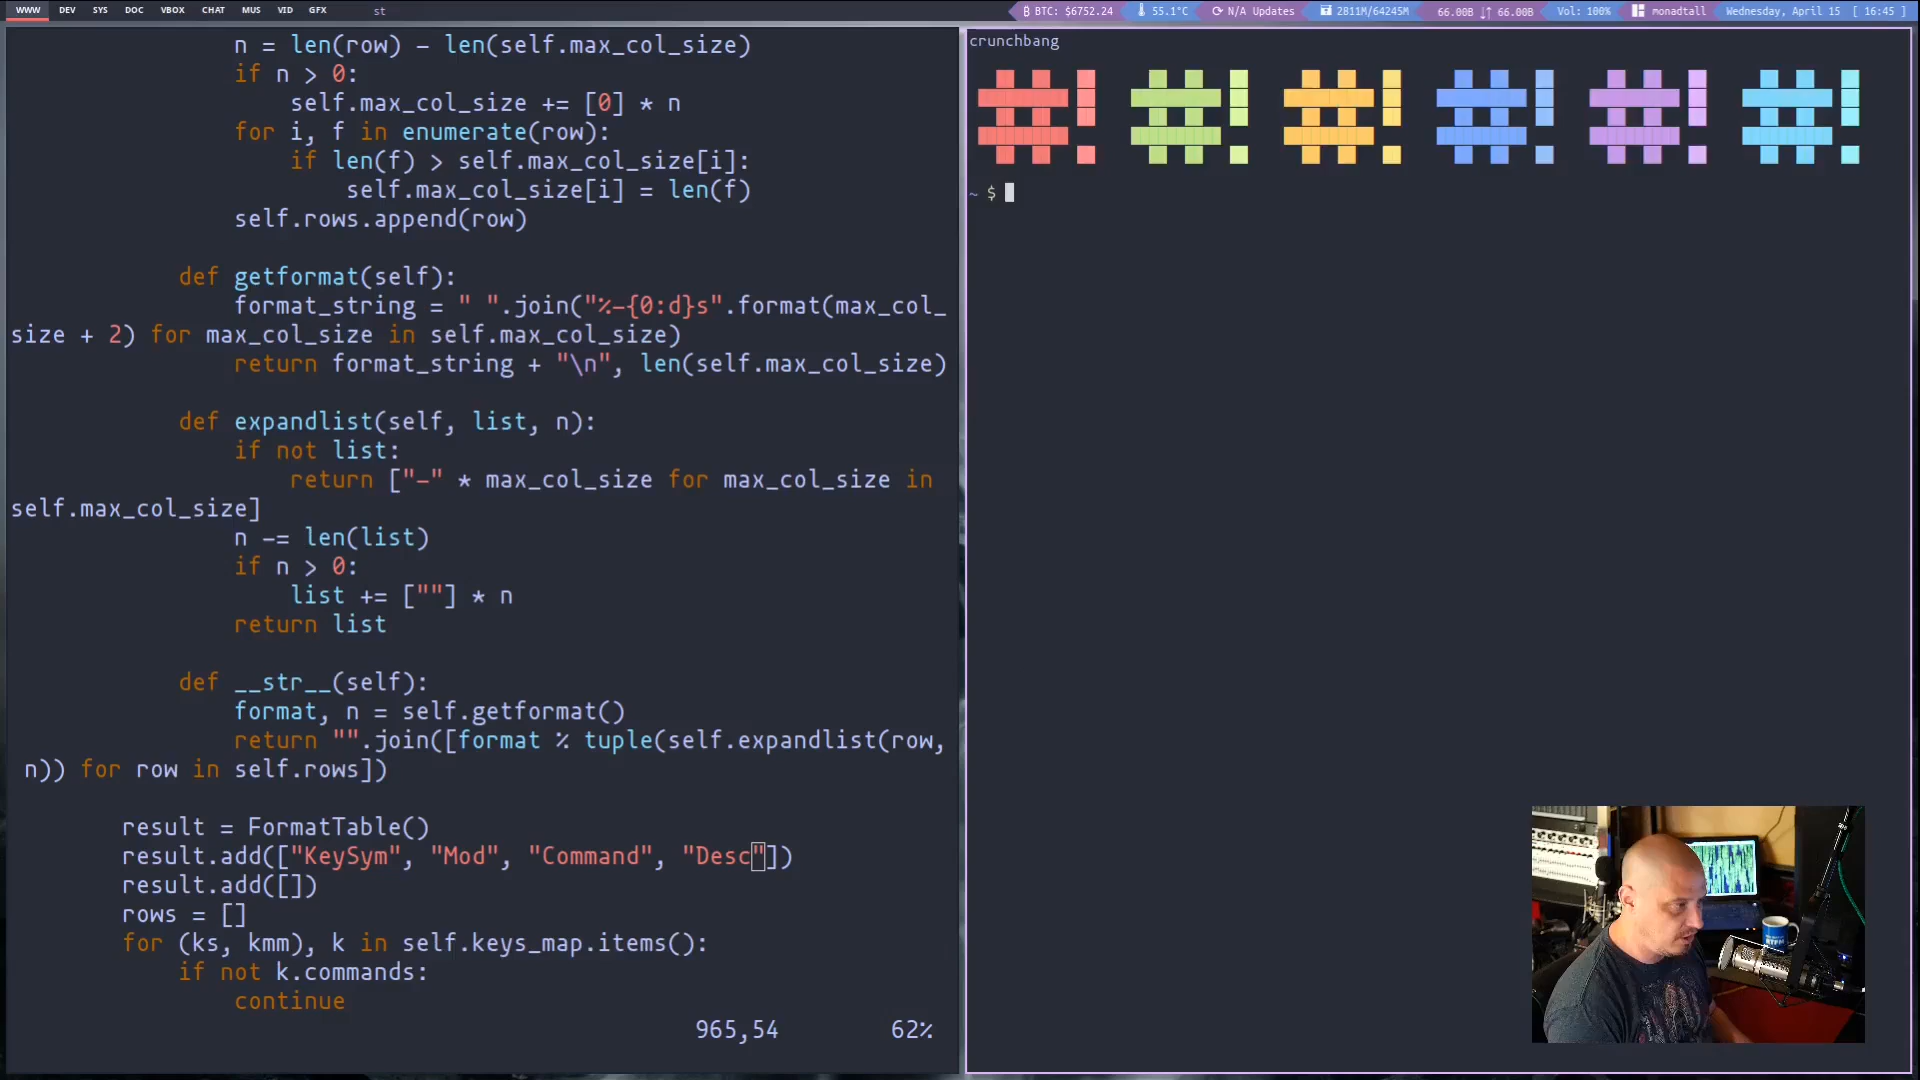 WWW DEV SYS DOC VBOX CHAT MUS VID GFX st
BTC: $6752.24 55.1°C N/A Updates 2811M/64245M 66.00B ↓↑ 66.00B Vol: 100% monadtall Wednesday, April 15 [ 16:45 ]
n = len(row) - len(self.max_col_size)
if n > 0:
self.max_col_size += [0] * n
for i, f in enumerate(row):
if len(f) > self.max_col_size[i]:
self.max_col_size[i] = len(f)
self.rows.append(row)
def getformat(self):
format_string = " ".join("%-{0:d}s".format(max_col_
size + 2) for max_col_size in self.max_col_size)
return format_string + "\n", len(self.max_col_size)
def expandlist(self, list, n):
if not list:
return ["-" * max_col_size for max_col_size in
self.max_col_size]
n -= len(list)
if n > 0:
list += [""] * n
return list
def __str__(self):
format, n = self.getformat()
return "".join([format % tuple(self.expandlist(row,
n)) for row in self.rows])
result = FormatTable()
result.add(["KeySym", "Mod", "Command", "Desc"])
result.add([])
rows = []
for (ks, kmm), k in self.keys_map.items():
if not k.commands:
continue
965,54 62%
crunchbang
#! #! #! #! #! #!
~ $